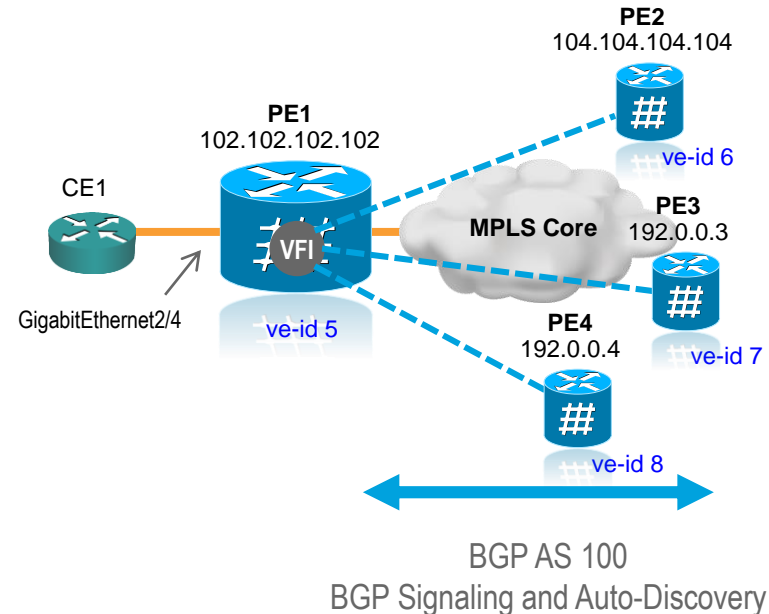 PE2
104.104.104.104
ve-id 6
PE1
102.102.102.102
CE1
VFI
MPLS Core
PE3
192.0.0.3
GigabitEthernet2/4
ve-id 5
ve-id 7
PE4
192.0.0.4
ve-id 8
BGP AS 100
BGP Signaling and Auto-Discovery